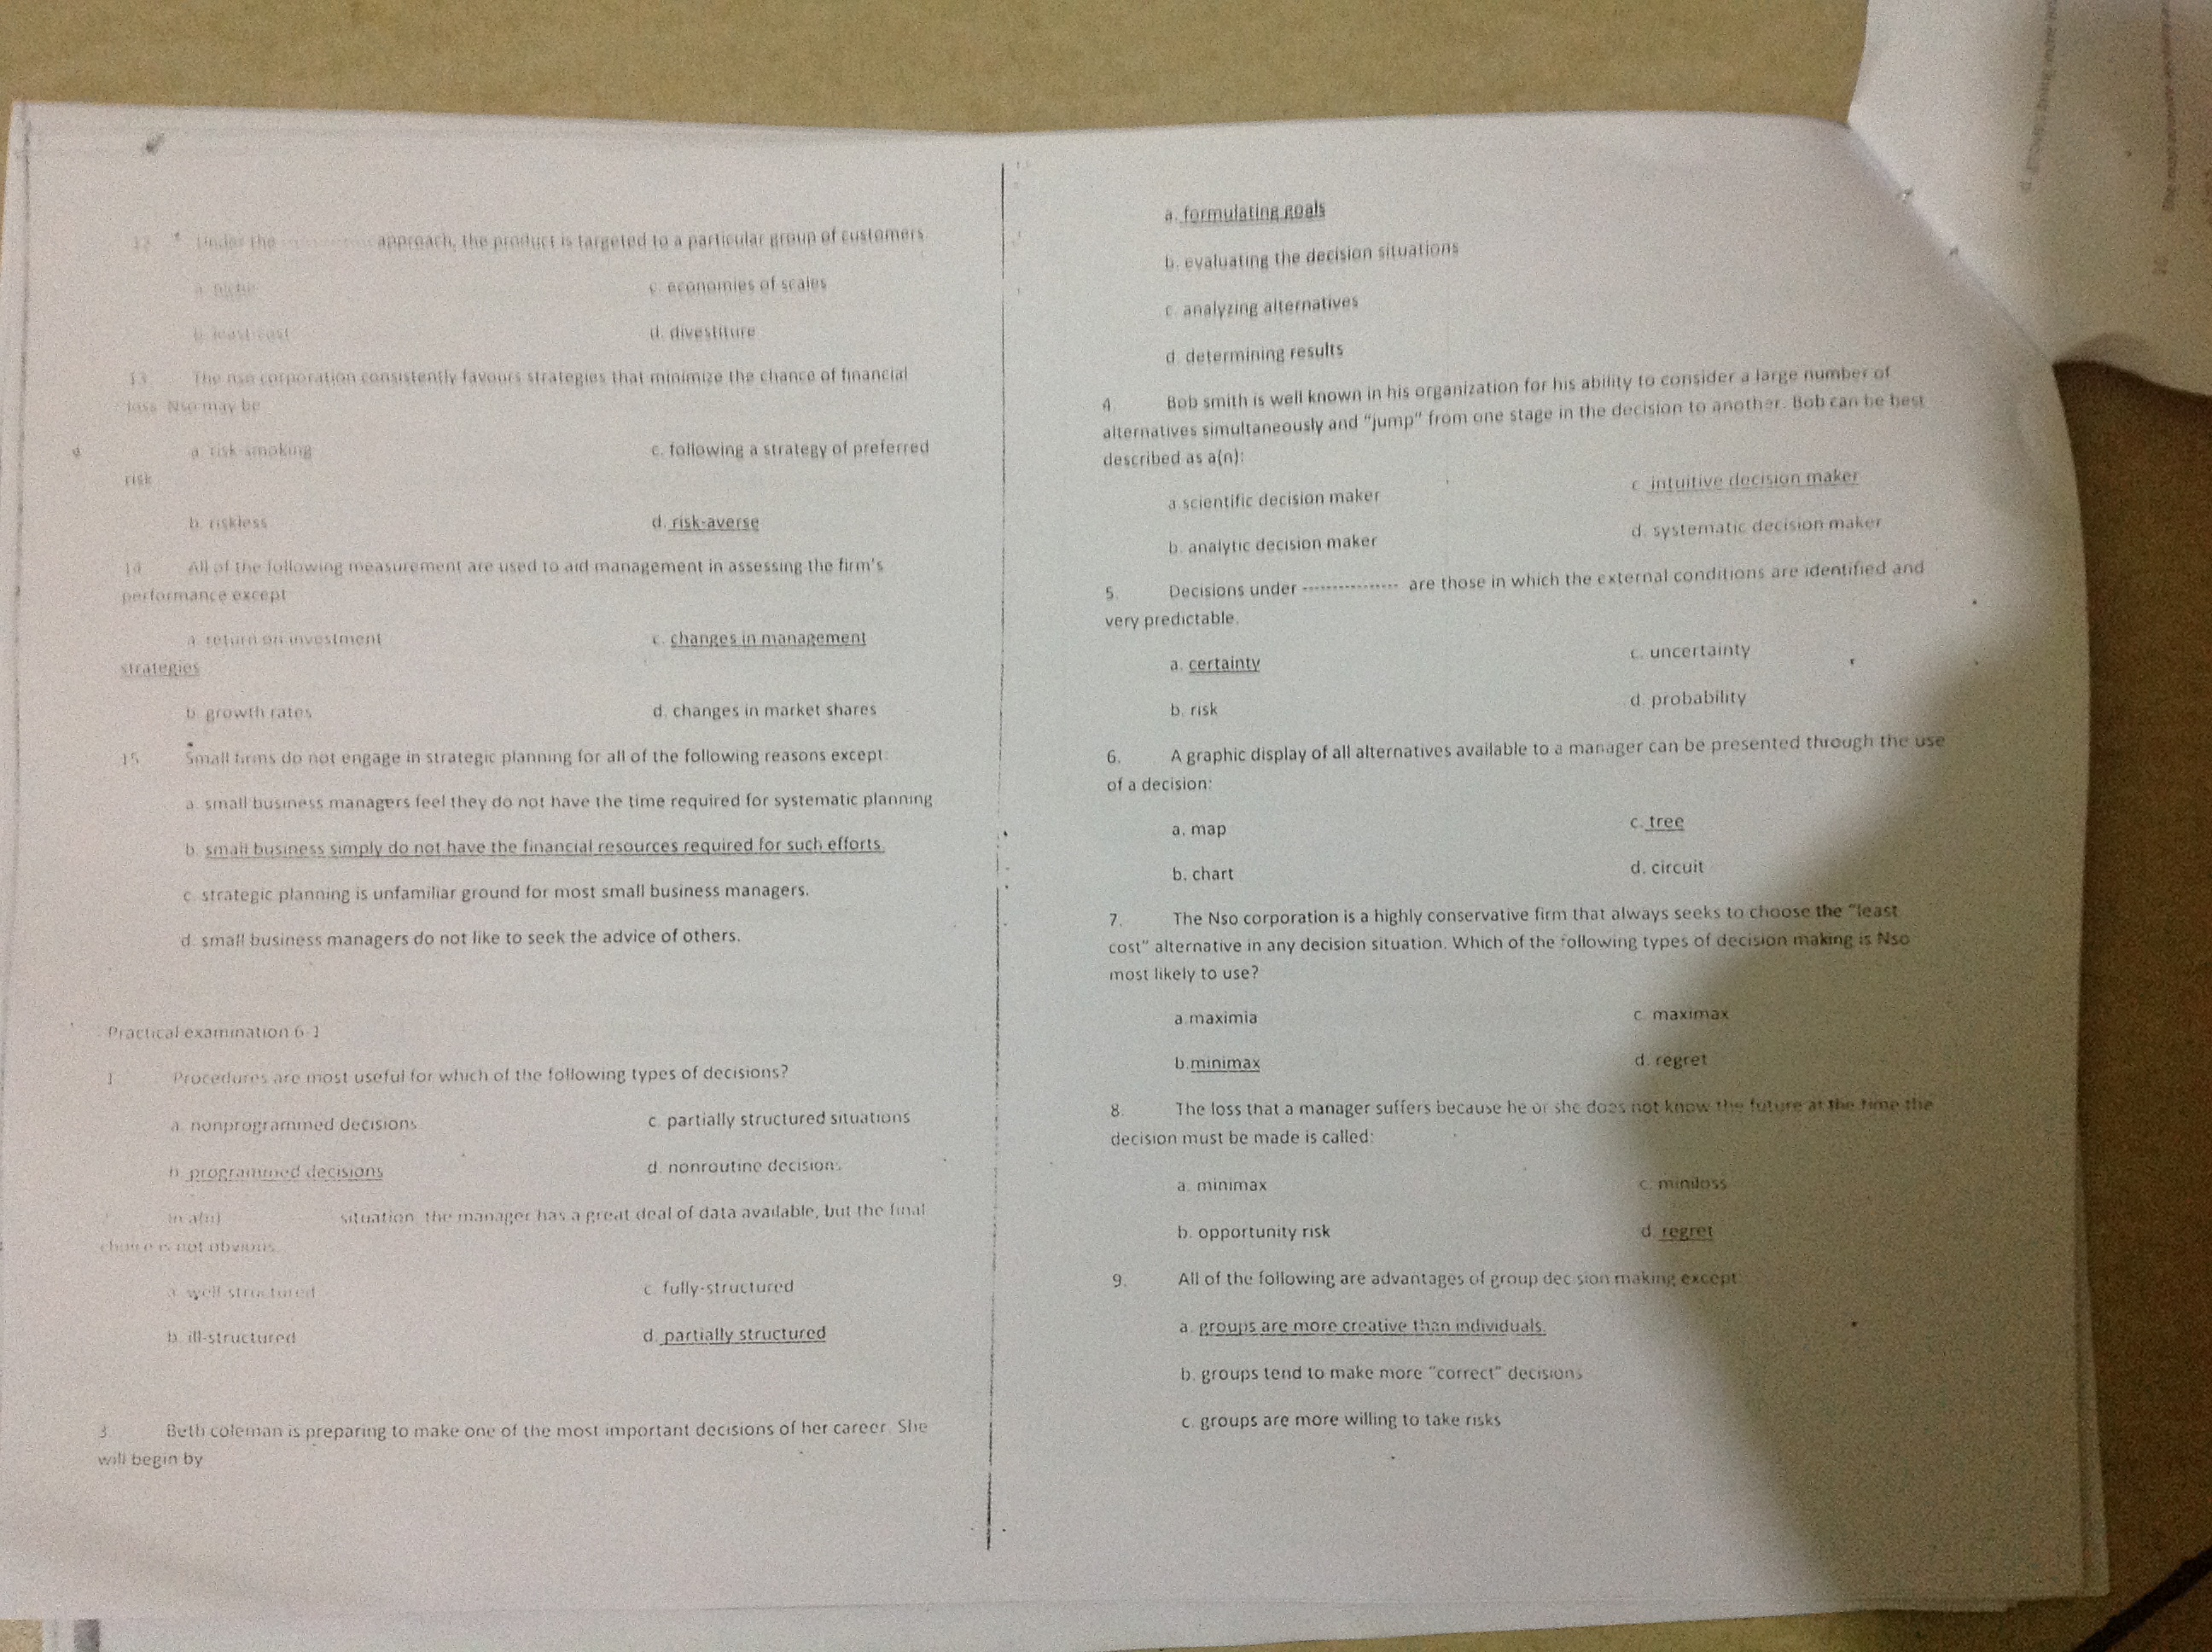 12. Under the approach, the product is targeted to a particular group of customers.
a. niche c. economies of scales
b. least-cost d. divestiture
13. The nso corporation consistently favours strategies that minimize the chance of financial
loss. Nso may be
a. risk-smoking c. following a strategy of preferred
risk
b. riskless d. risk-averse
14 All of the following measurement are used to aid management in assessing the firm's
performance except
a. return on investment c. changes in management
strategies
b. growth rates d. changes in market shares
15 Small firms do not engage in strategic planning for all of the following reasons except:
a. small business managers feel they do not have the time required for systematic planning
b. small business simply do not have the financial resources required for such efforts.
c. strategic planning is unfamiliar ground for most small business managers.
d. small business managers do not like to seek the advice of others.
Practical examination 6-1
1 Procedures are most useful for which of the following types of decisions?
a. nonprogrammed decisions c. partially structured situations
b. programmed decisions d. nonroutine decisions
In a(n) situation, the manager has a great deal of data available, but the final
choice is not obvious.
a. well structured c. fully-structured
b. ill-structured d. partially structured
3. Beth coleman is preparing to make one of the most important decisions of her career. She
will begin by
a. formulating goals
b. evaluating the decision situations
c. analyzing alternatives
d. determining results
4. Bob smith is well known in his organization for his ability to consider a large number of
alternatives simultaneously and "jump" from one stage in the decision to another. Bob can be best
described as a(n):
a scientific decision maker c. intuitive decision maker
b. analytic decision maker d. systematic decision maker
5. Decisions under --------------- are those in which the external conditions are identified and
very predictable.
a. certainty c. uncertainty
b. risk d. probability
6. A graphic display of all alternatives available to a manager can be presented through the use
of a decision:
a. map c. tree
b. chart d. circuit
7. The Nso corporation is a highly conservative firm that always seeks to choose the "least
cost" alternative in any decision situation. Which of the following types of decision making is Nso
most likely to use?
a.maximia c. maximax
b.minimax d. regret
8. The loss that a manager suffers because he or she does not know the future at the time the
decision must be made is called:
a. minimax c. miniloss
b. opportunity risk d. regret
9. All of the following are advantages of group decision making except:
a. groups are more creative than individuals.
b. groups tend to make more "correct" decisions
c. groups are more willing to take risks